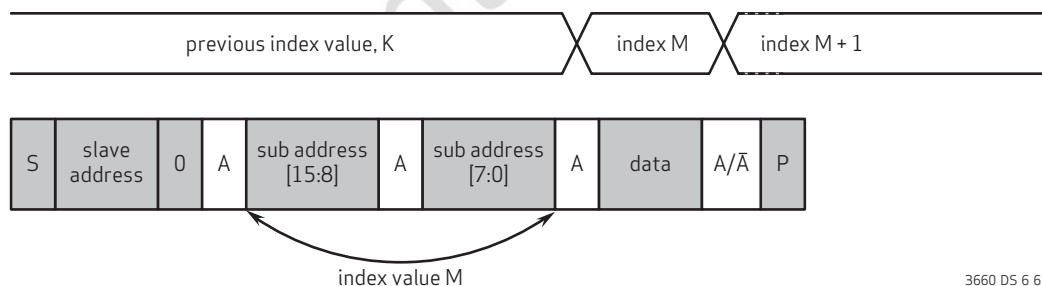 previous index value, K
index M
index M + 1
S
slave
address
0
A
sub address
[15:8]
A
sub address
[7:0]
A
data
A/Ā
P
index value M
3660 DS 6 6